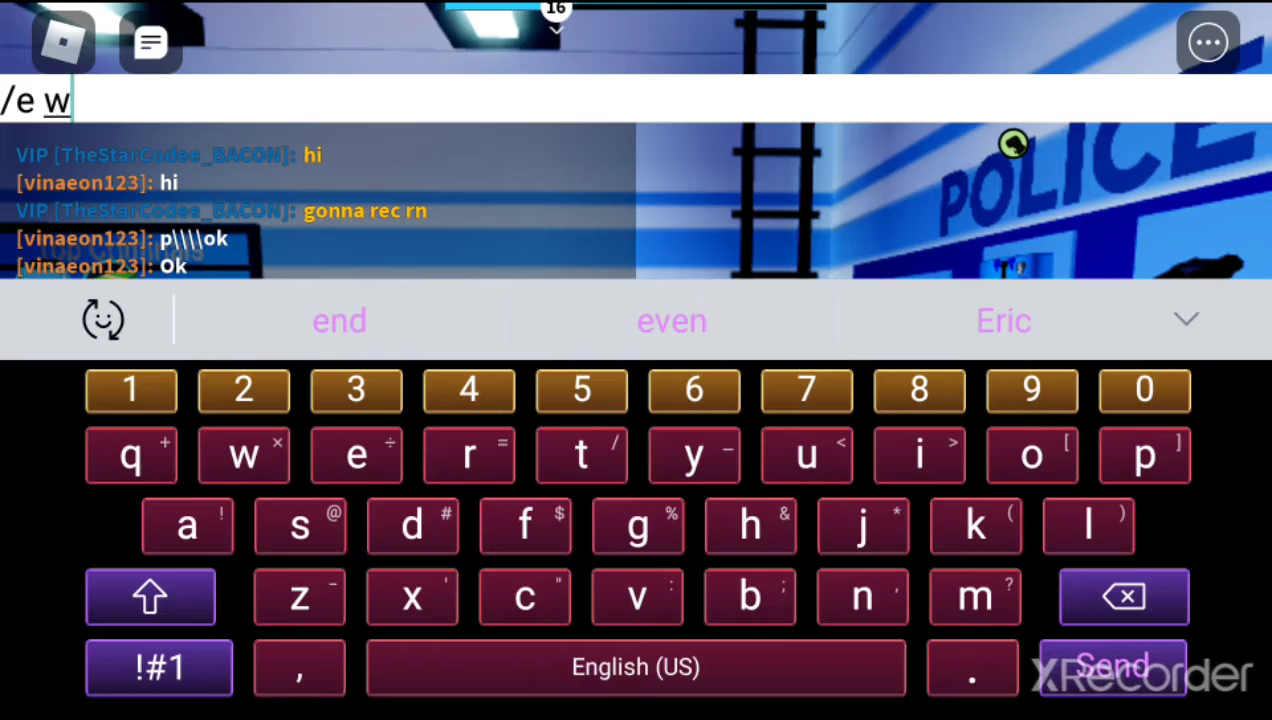 16
/e w
POLICE
VIP [TheStarCodee_BACON]: hi
[vinaeon123]: hi
VIP [TheStarCodee_BACON]: gonna rec rn
[vinaeon123]: p\\\\ok
[vinaeon123]: Ok
end even Eric
1 2 3 4 5 6 7 8 9 0
q + w × e ÷ r = t / y _ u < i > o [ p ]
a ! s @ d # f $ g % h & j * k ( l )
z - x ' c " v : b ; n , m ?
!#1 , English (US) . Send
XRecorder